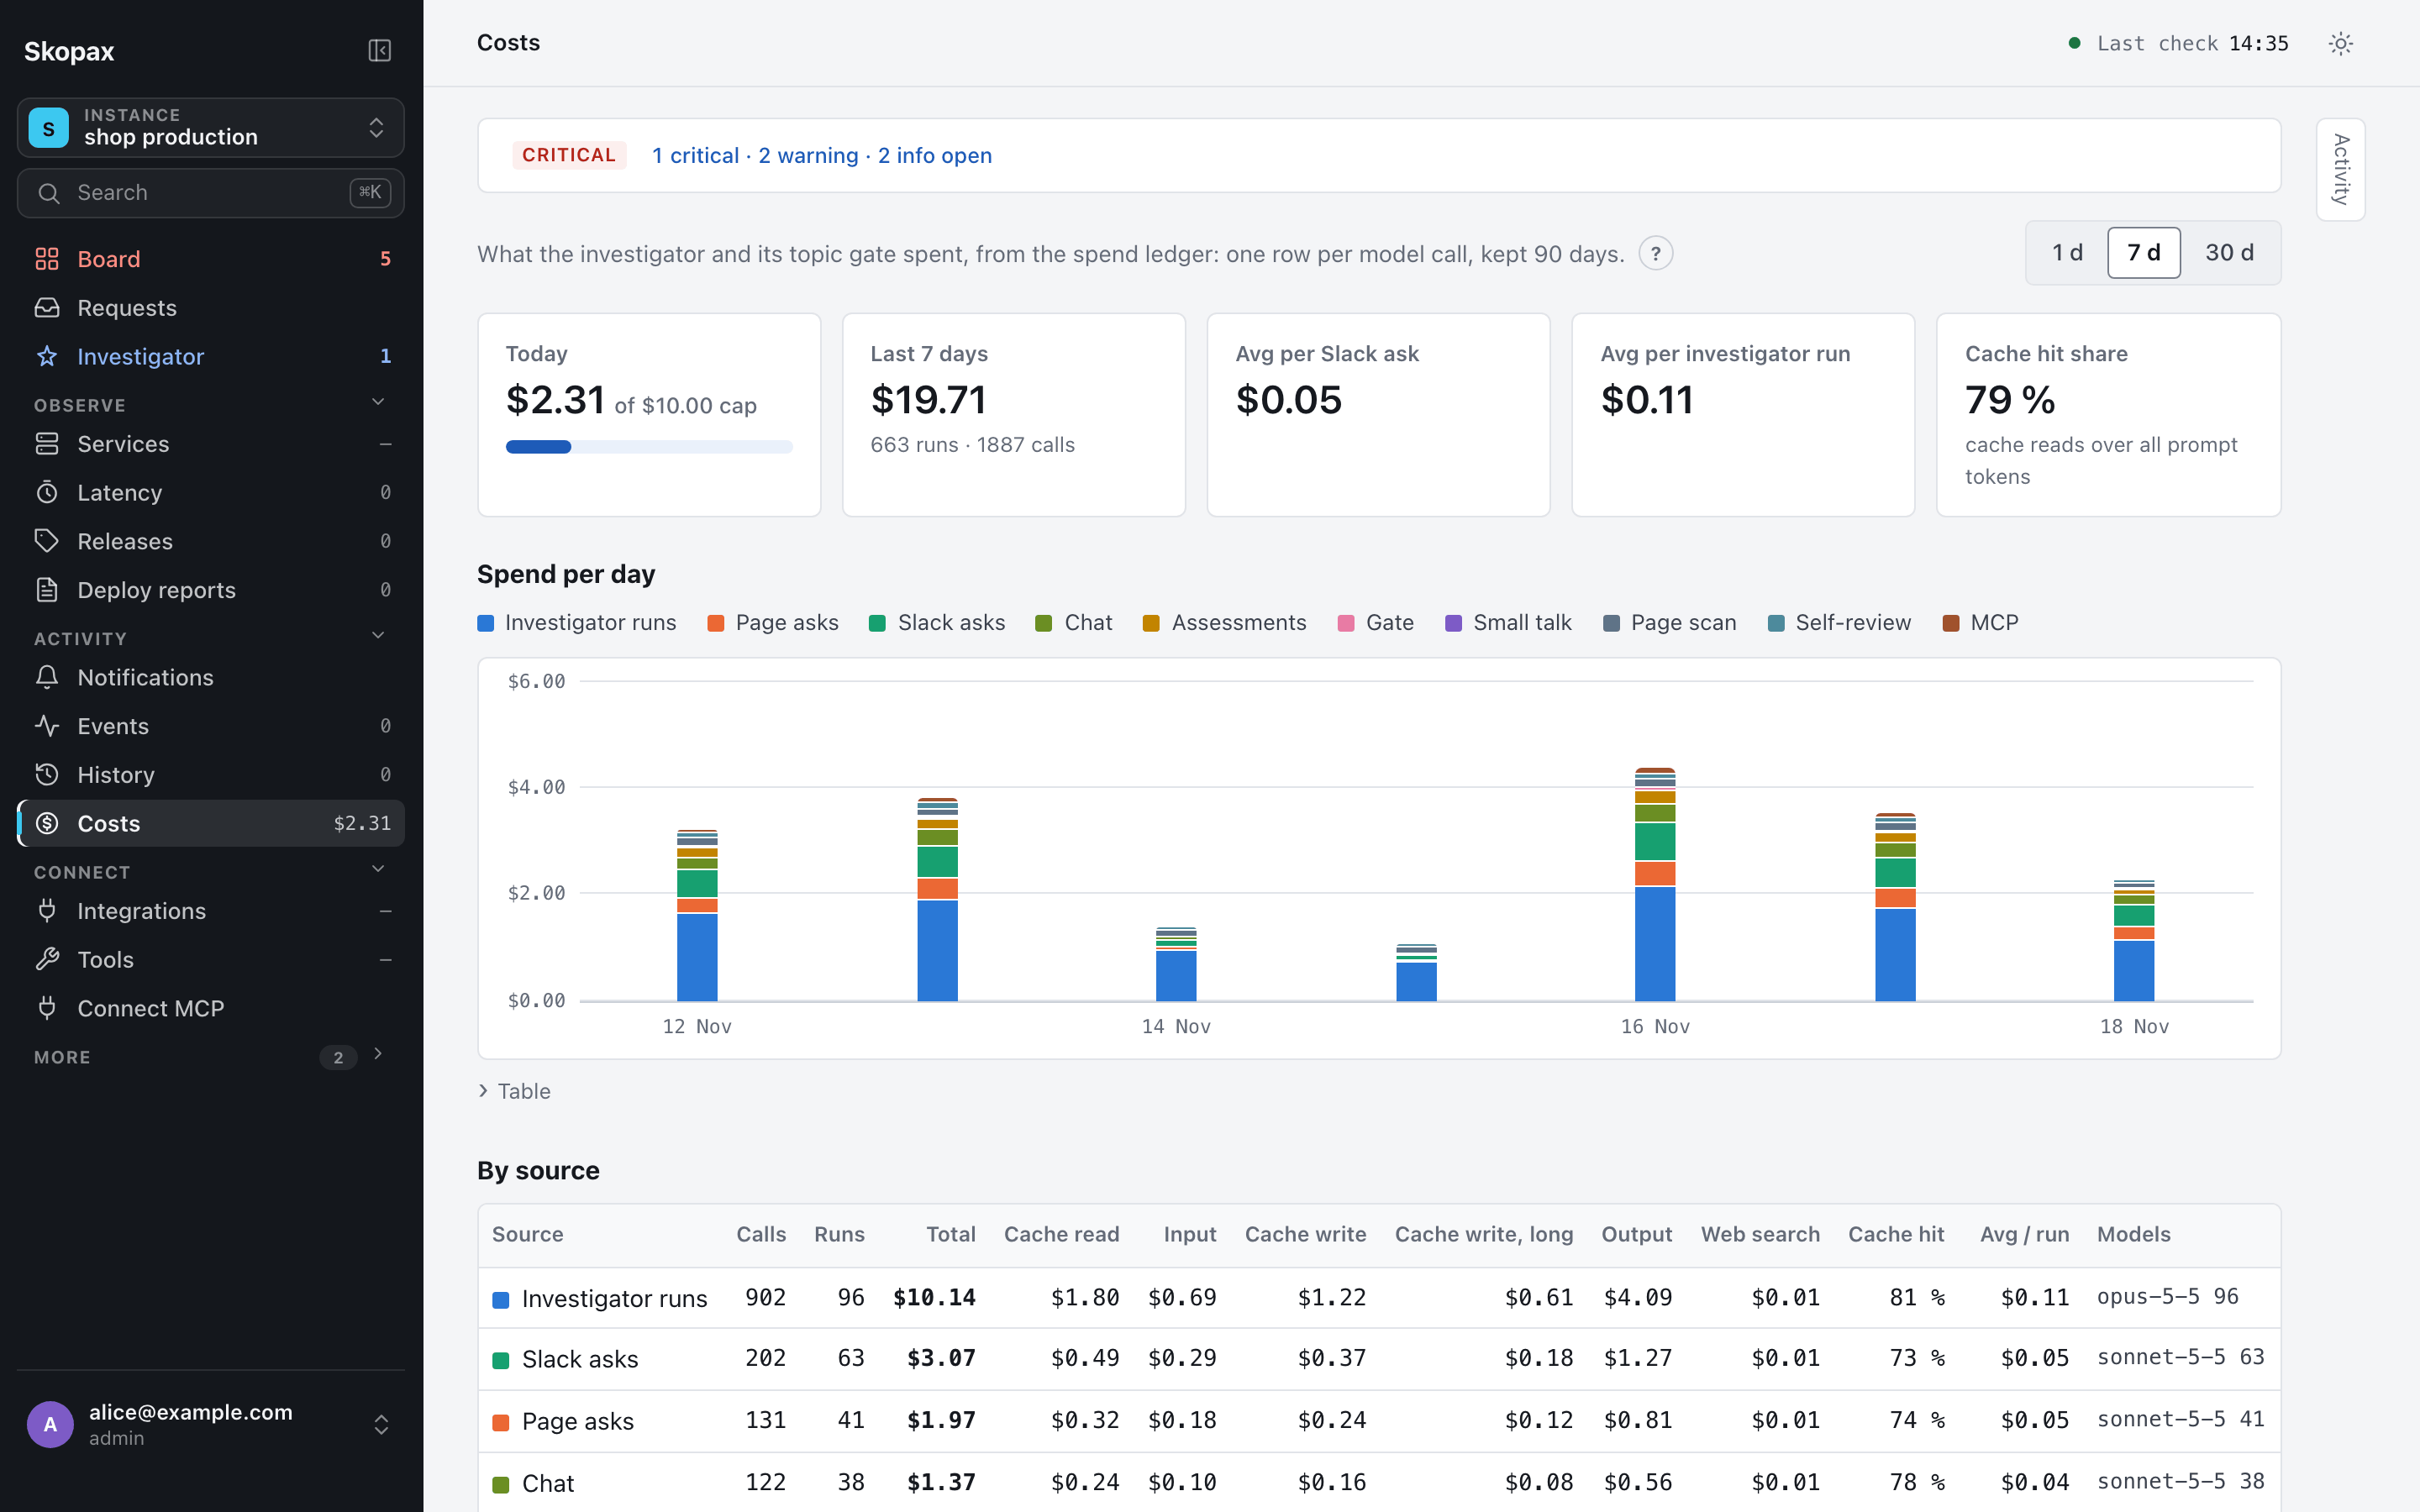 Skopax
S
INSTANCE
shop production
Search ⌘K
Board 5
Requests
Investigator 1
OBSERVE
Services –
Latency 0
Releases 0
Deploy reports 0
ACTIVITY
Notifications
Events 0
History 0
Costs $2.31
CONNECT
Integrations –
Tools –
Connect MCP
MORE 2
A
alice@example.com
admin
Costs
Last check 14:35
Activity
CRITICAL 1 critical · 2 warning · 2 info open
What the investigator and its topic gate spent, from the spend ledger: one row per model call, kept 90 days. ?
1 d 7 d 30 d
Today
$2.31 of $10.00 cap
Last 7 days
$19.71
663 runs · 1887 calls
Avg per Slack ask
$0.05
Avg per investigator run
$0.11
Cache hit share
79 %
cache reads over all prompt
tokens
Spend per day
Investigator runs Page asks Slack asks Chat Assessments Gate Small talk Page scan Self-review MCP
$6.00
$4.00
$2.00
$0.00
12 Nov 14 Nov 16 Nov 18 Nov
Table
By source
Source Calls Runs Total Cache read Input Cache write Cache write, long Output Web search Cache hit Avg / run Models
Investigator runs 902 96 $10.14 $1.80 $0.69 $1.22 $0.61 $4.09 $0.01 81 % $0.11 opus-5-5 96
Slack asks 202 63 $3.07 $0.49 $0.29 $0.37 $0.18 $1.27 $0.01 73 % $0.05 sonnet-5-5 63
Page asks 131 41 $1.97 $0.32 $0.18 $0.24 $0.12 $0.81 $0.01 74 % $0.05 sonnet-5-5 41
Chat 122 38 $1.37 $0.24 $0.10 $0.16 $0.08 $0.56 $0.01 78 % $0.04 sonnet-5-5 38